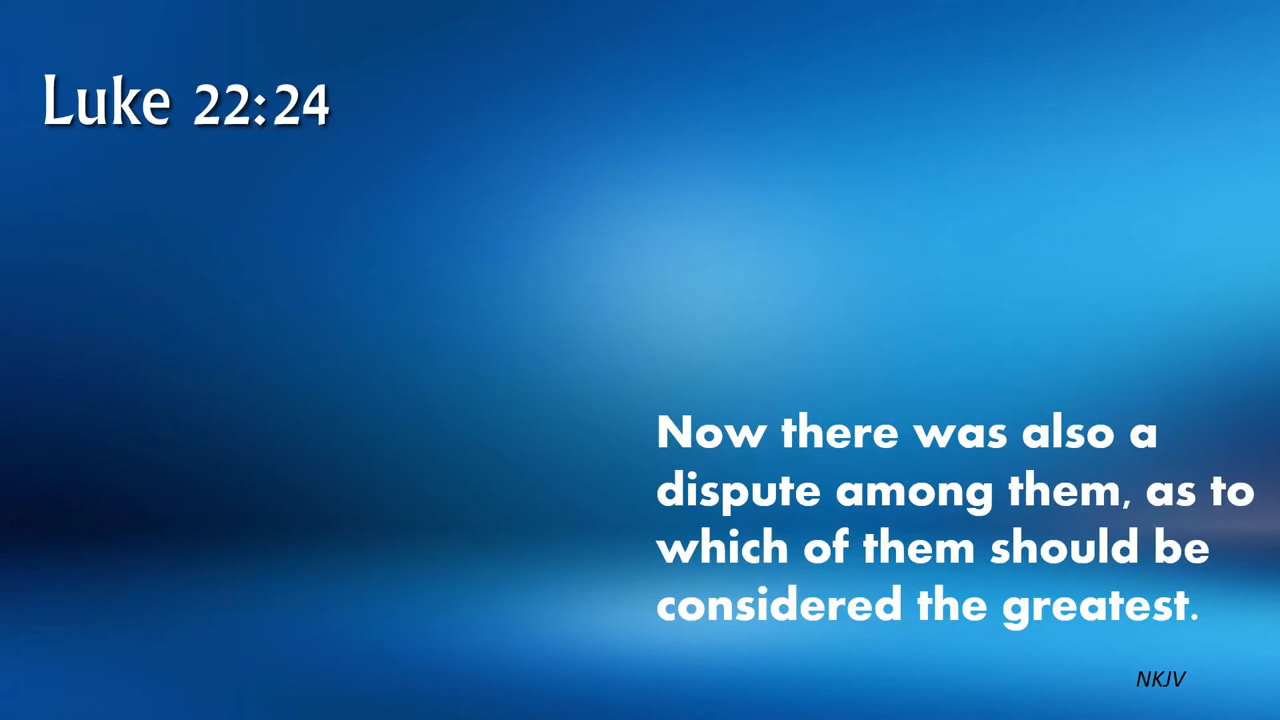 Luke 22:24
Now there was also a
dispute among them, as to
which of them should be
considered the greatest.
NKJV